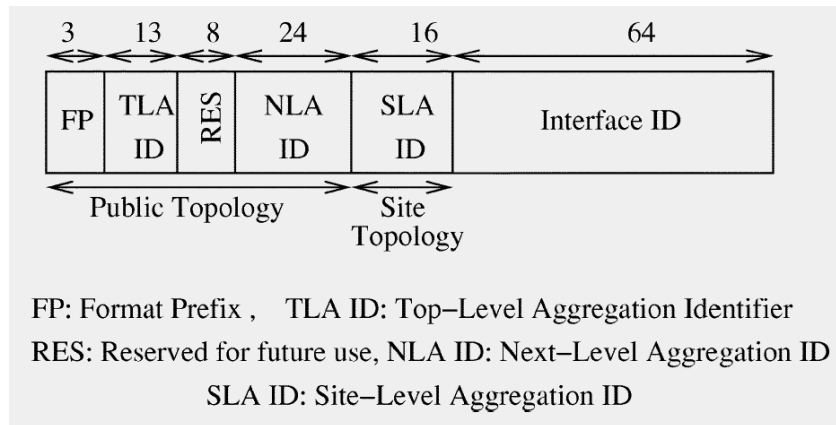 3 13 8 24 16 64
FP TLA ID RES NLA ID SLA ID Interface ID
Public Topology Site Topology
FP: Format Prefix , TLA ID: Top–Level Aggregation Identifier
RES: Reserved for future use, NLA ID: Next–Level Aggregation ID
SLA ID: Site–Level Aggregation ID